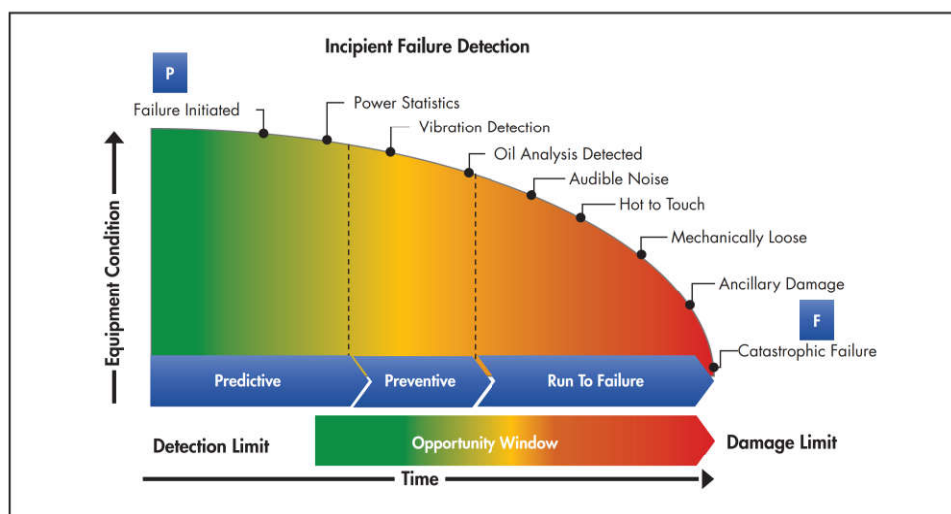 Incipient Failure Detection
P
Failure Initiated
Power Statistics
Vibration Detection
Oil Analysis Detected
Audible Noise
Hot to Touch
Mechanically Loose
Ancillary Damage
F
Catastrophic Failure
Equipment Condition
Predictive
Preventive
Run To Failure
Detection Limit
Opportunity Window
Damage Limit
Time